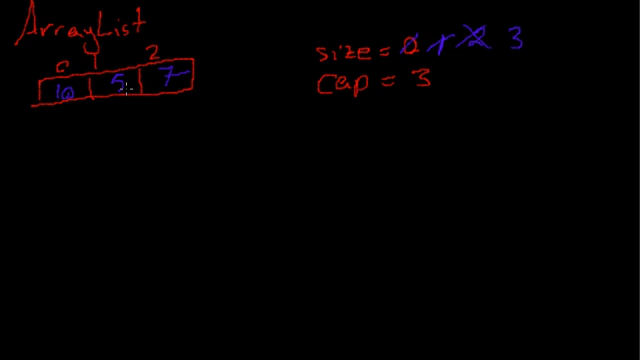 ArrayList
0 1 2
10 5 7
size = 0 1 2 3
cap = 3